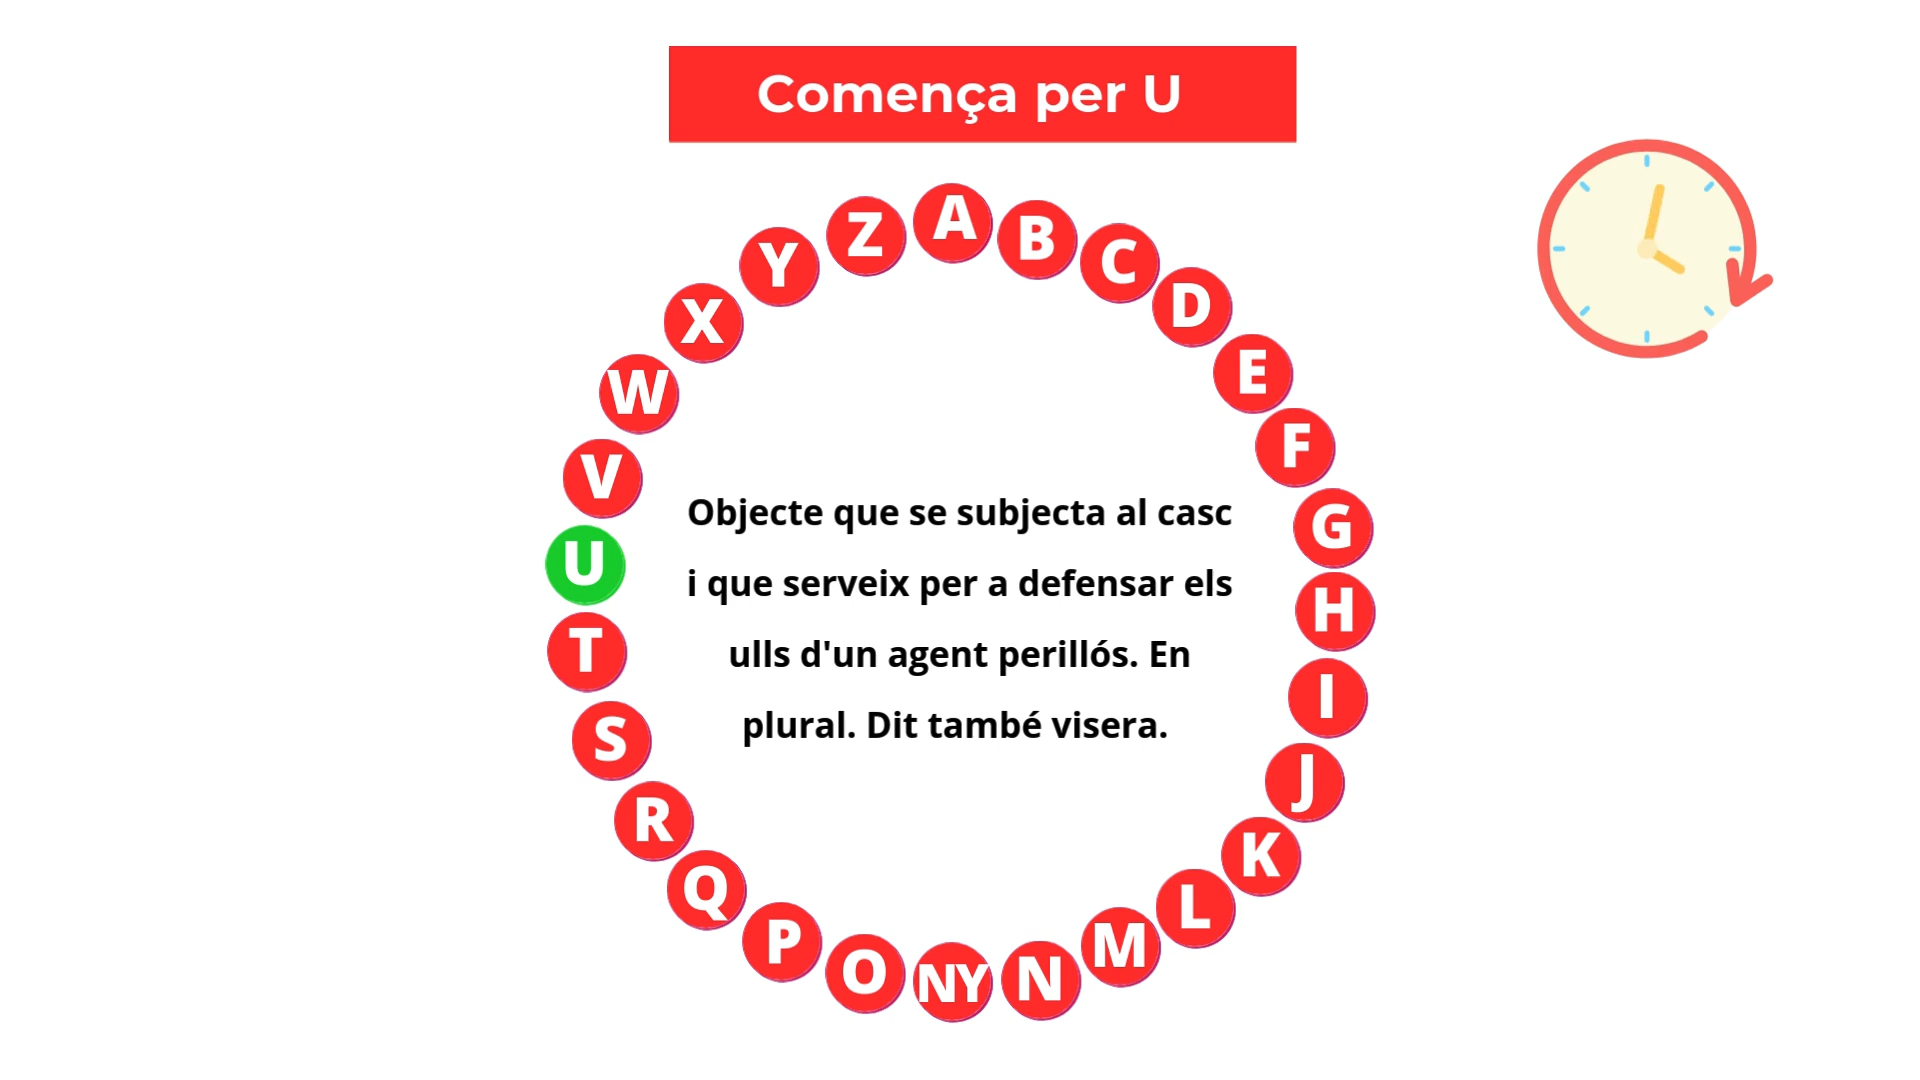 Comença per U
A
B
C
D
E
F
G
H
I
J
K
L
M
N
NY
O
P
Q
R
S
T
U
V
W
X
Y
Z
Objecte que se subjecta al casc
i que serveix per a defensar els
ulls d'un agent perillós. En
plural. Dit també visera.